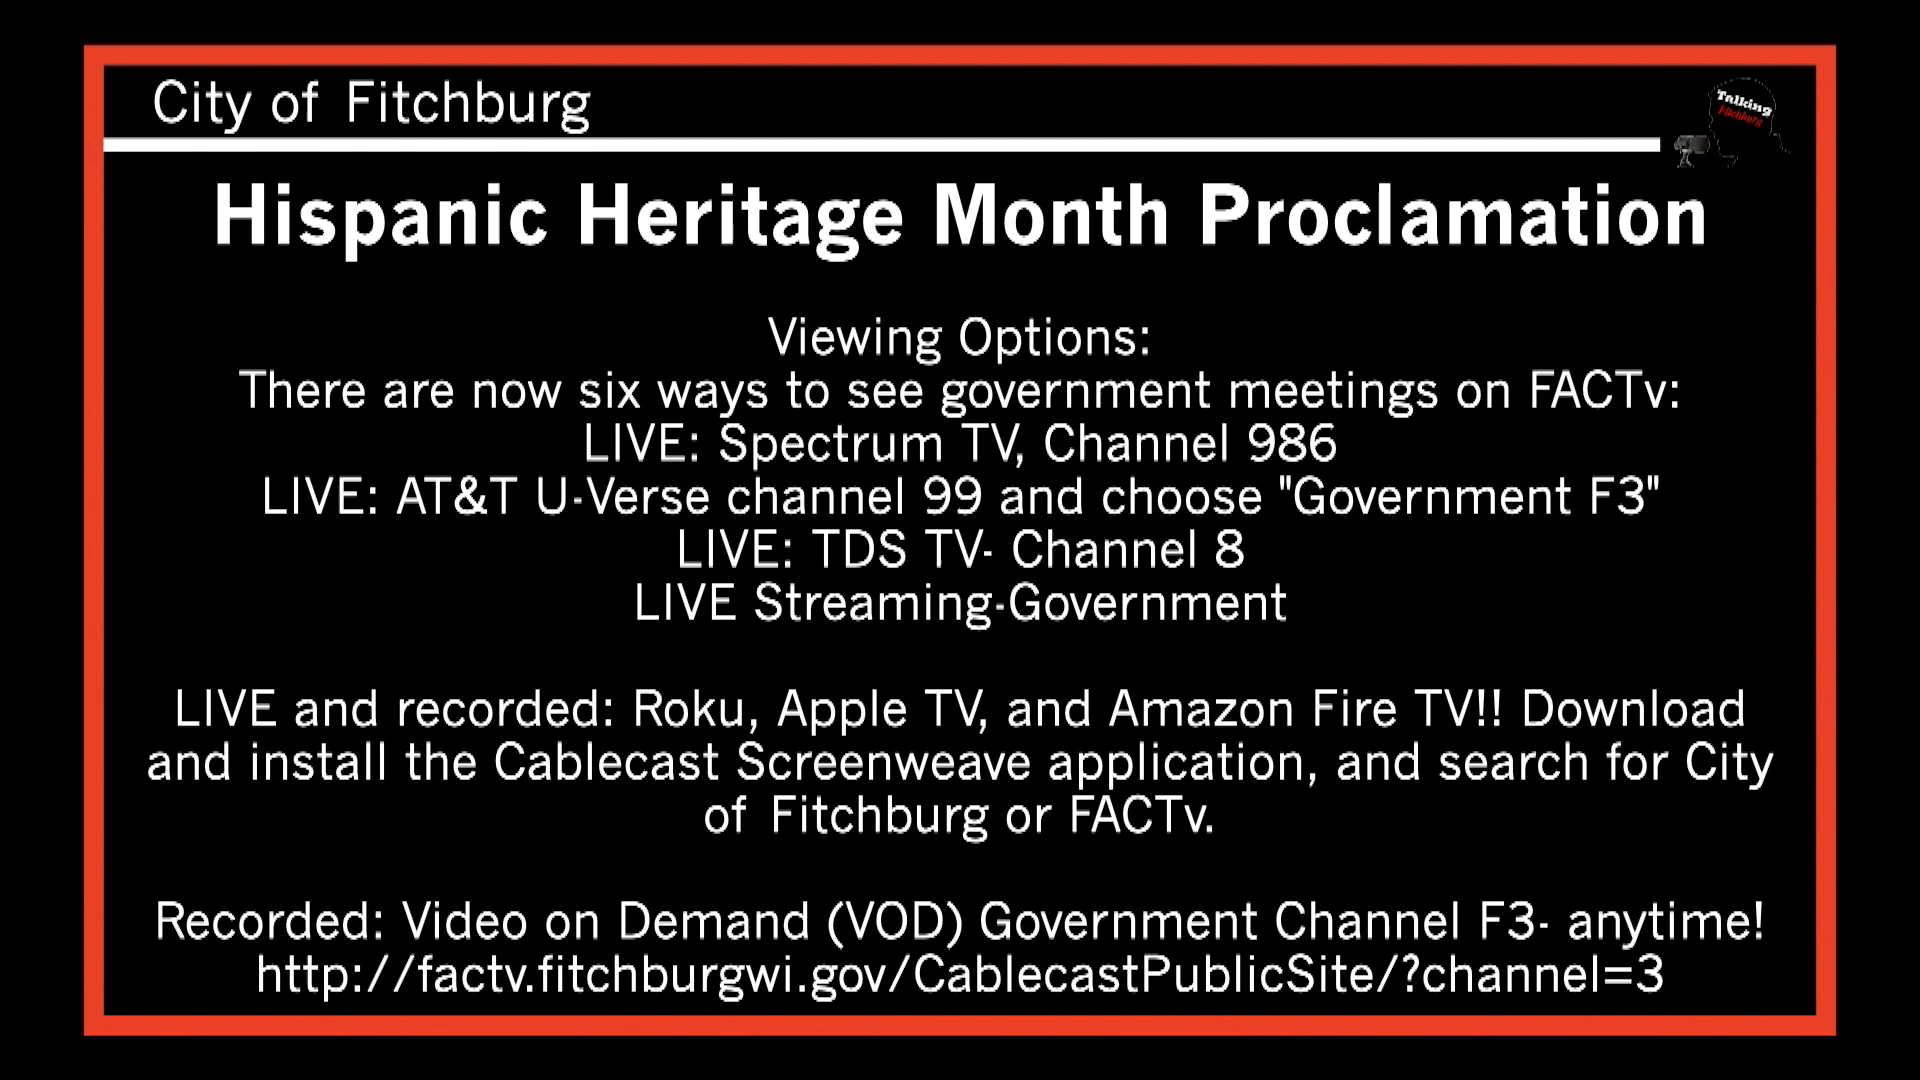 City of Fitchburg
Talking
Fitchburg
Hispanic Heritage Month Proclamation
Viewing Options:
There are now six ways to see government meetings on FACTv:
LIVE: Spectrum TV, Channel 986
LIVE: AT&T U-Verse channel 99 and choose "Government F3"
LIVE: TDS TV- Channel 8
LIVE Streaming-Government
LIVE and recorded: Roku, Apple TV, and Amazon Fire TV!! Download
and install the Cablecast Screenweave application, and search for City
of Fitchburg or FACTv.
Recorded: Video on Demand (VOD) Government Channel F3- anytime!
http://factv.fitchburgwi.gov/CablecastPublicSite/?channel=3